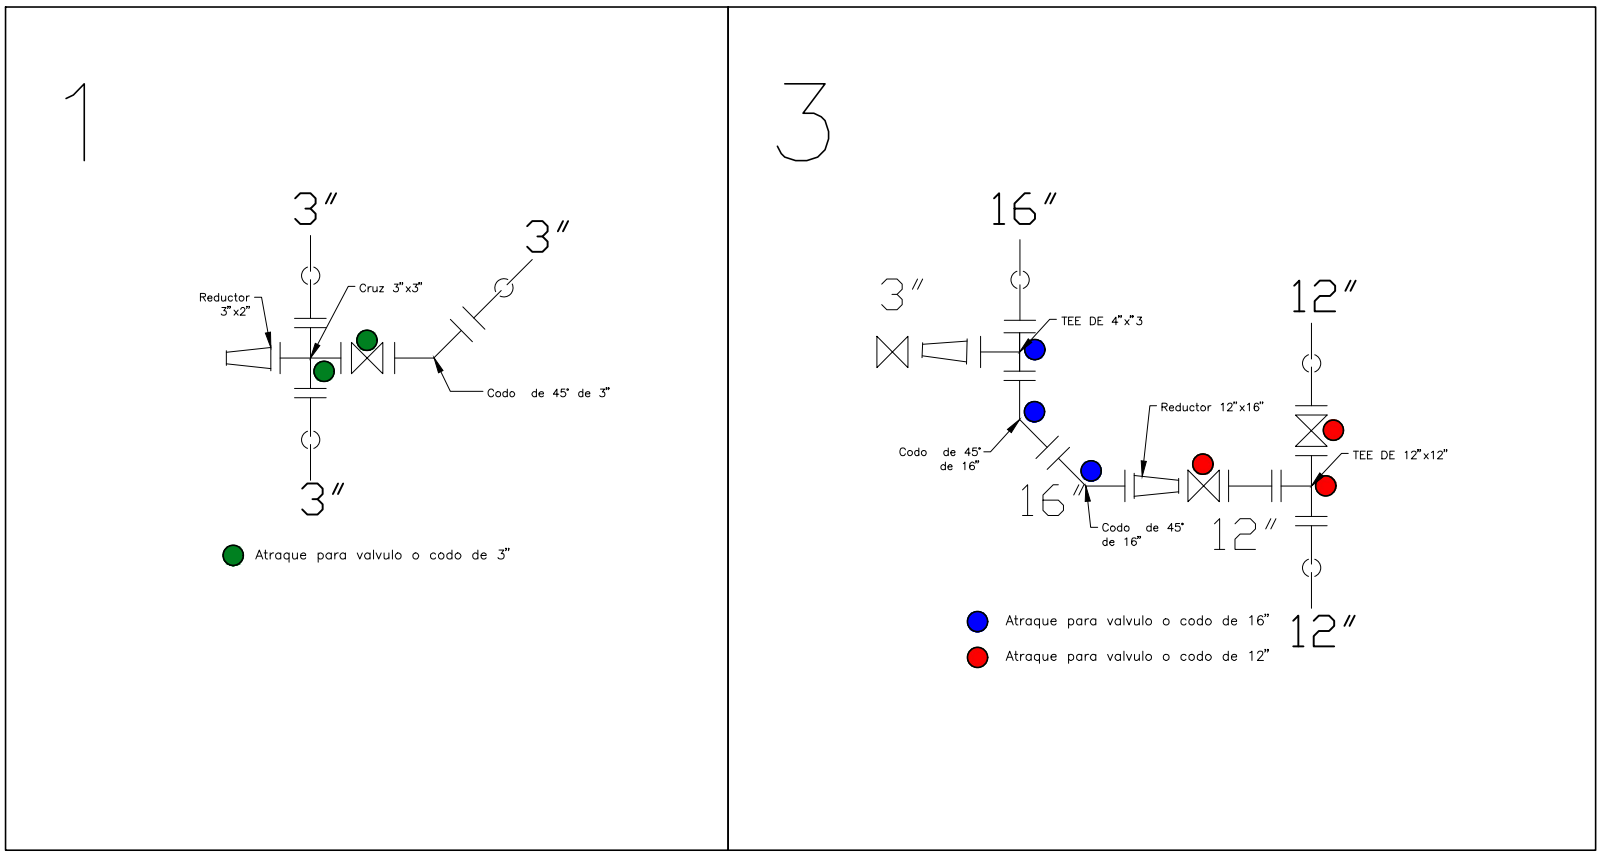 1
3"
3"
Reductor
3"x2"
Cruz 3"x3"
Codo de 45° de 3"
3"
Atraque para valvulo o codo de 3"
3
16"
3"
12"
TEE DE 4"x"3
Reductor 12"x16"
Codo de 45°
de 16"
TEE DE 12"x12"
16"
Codo de 45°
de 16"
12"
Atraque para valvulo o codo de 16"
12"
Atraque para valvulo o codo de 12"